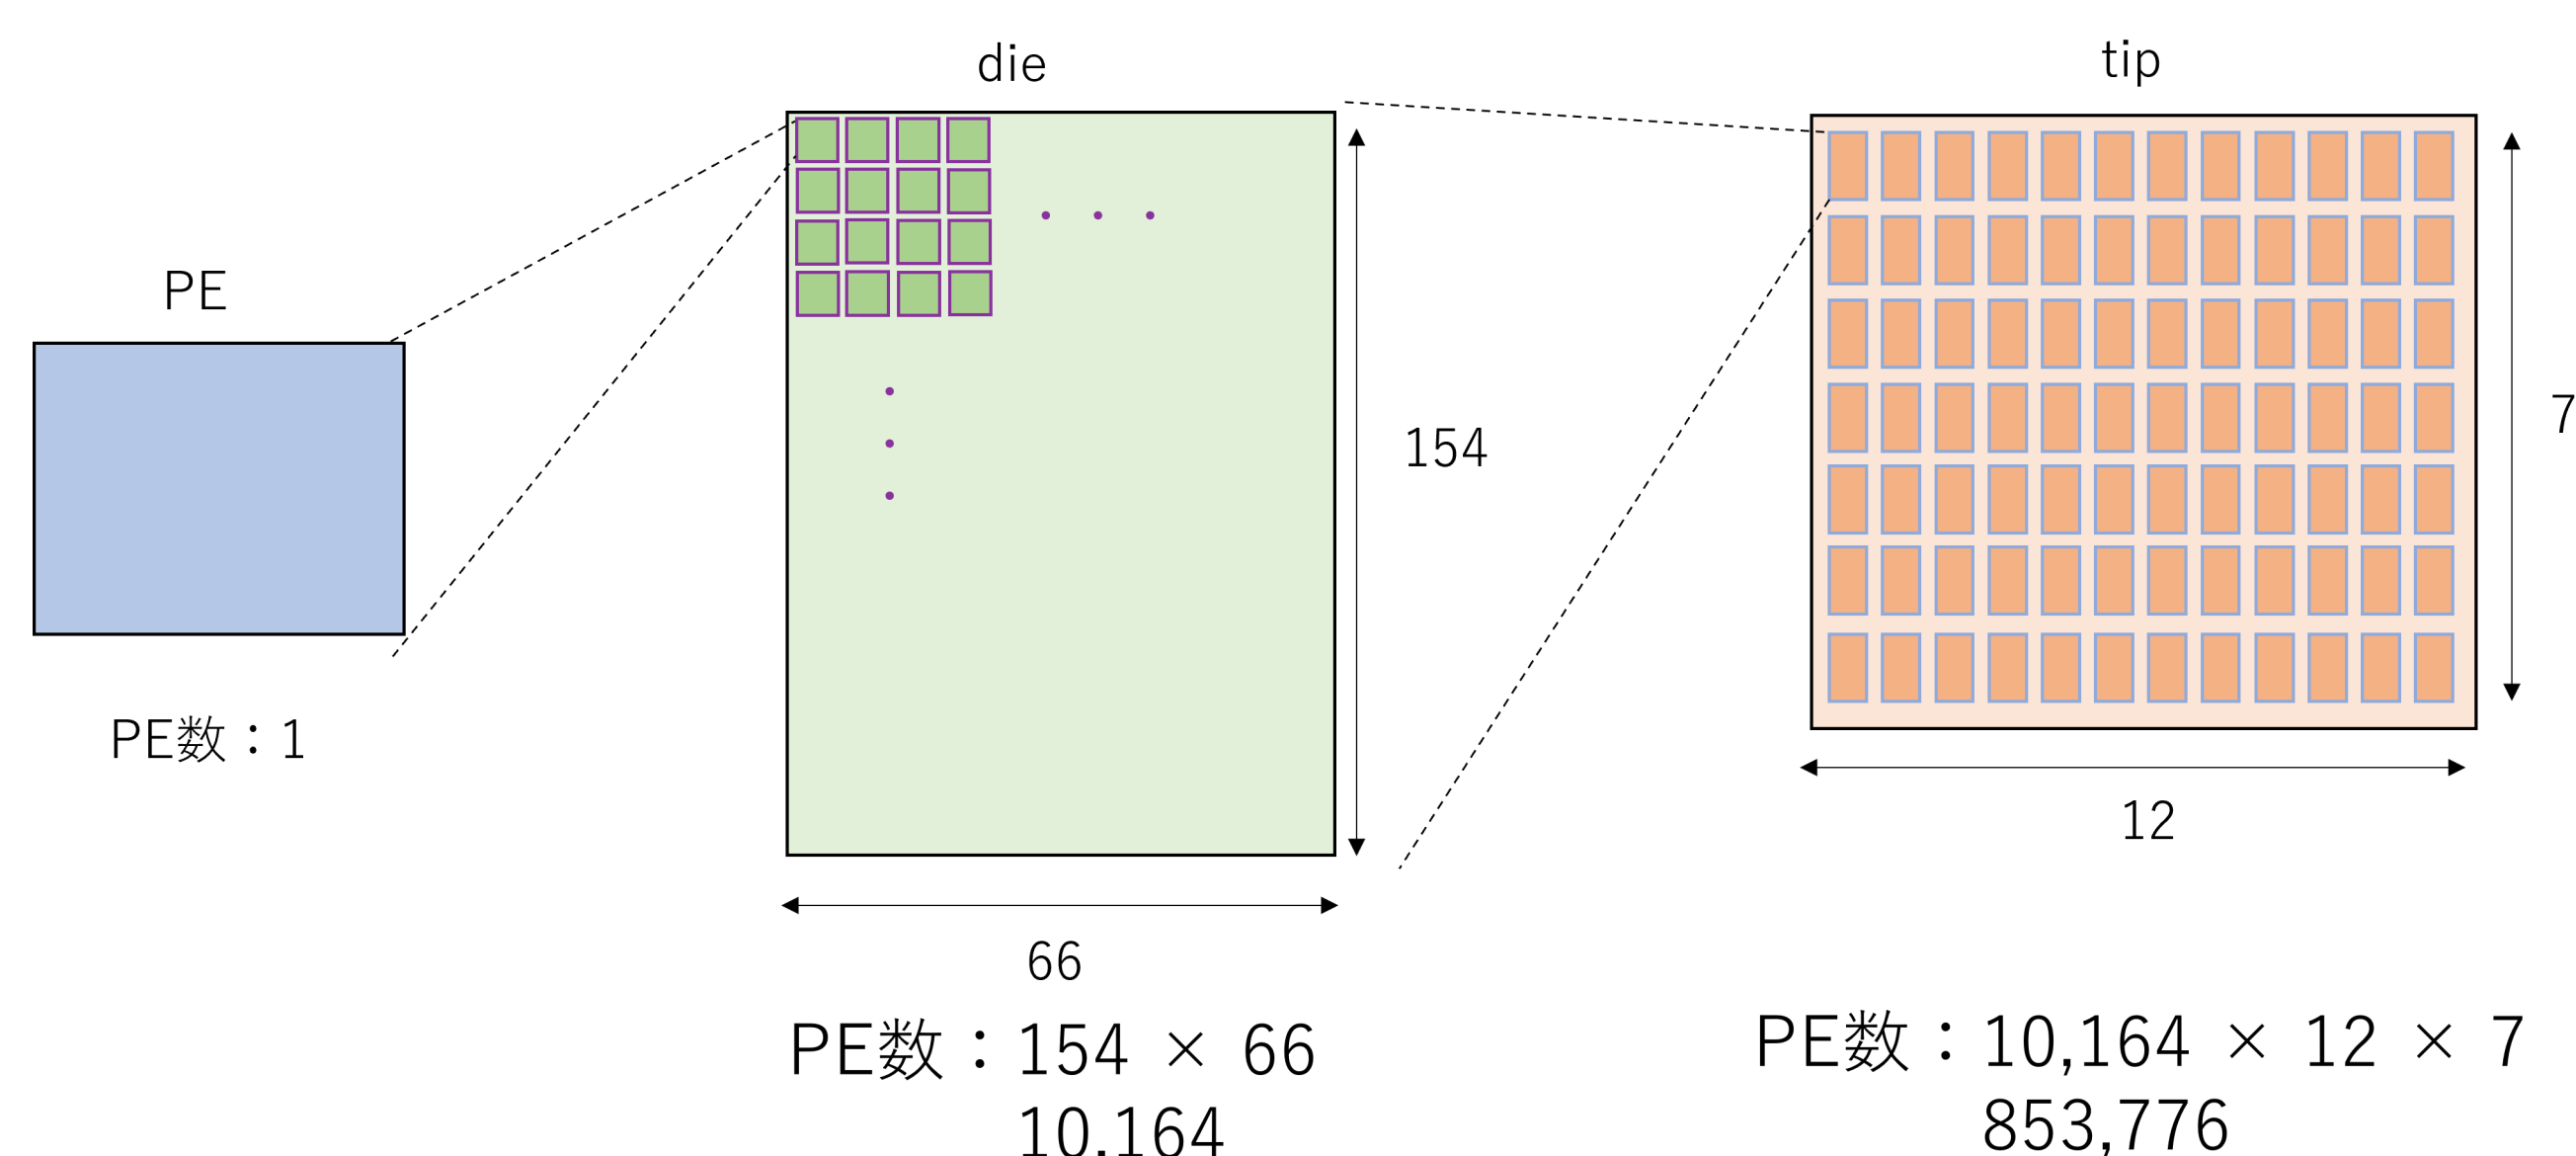 PE
PE数：1
die
154
66
PE数：154 × 66
10,164
tip
7
12
PE数：10,164 × 12 × 7
853,776